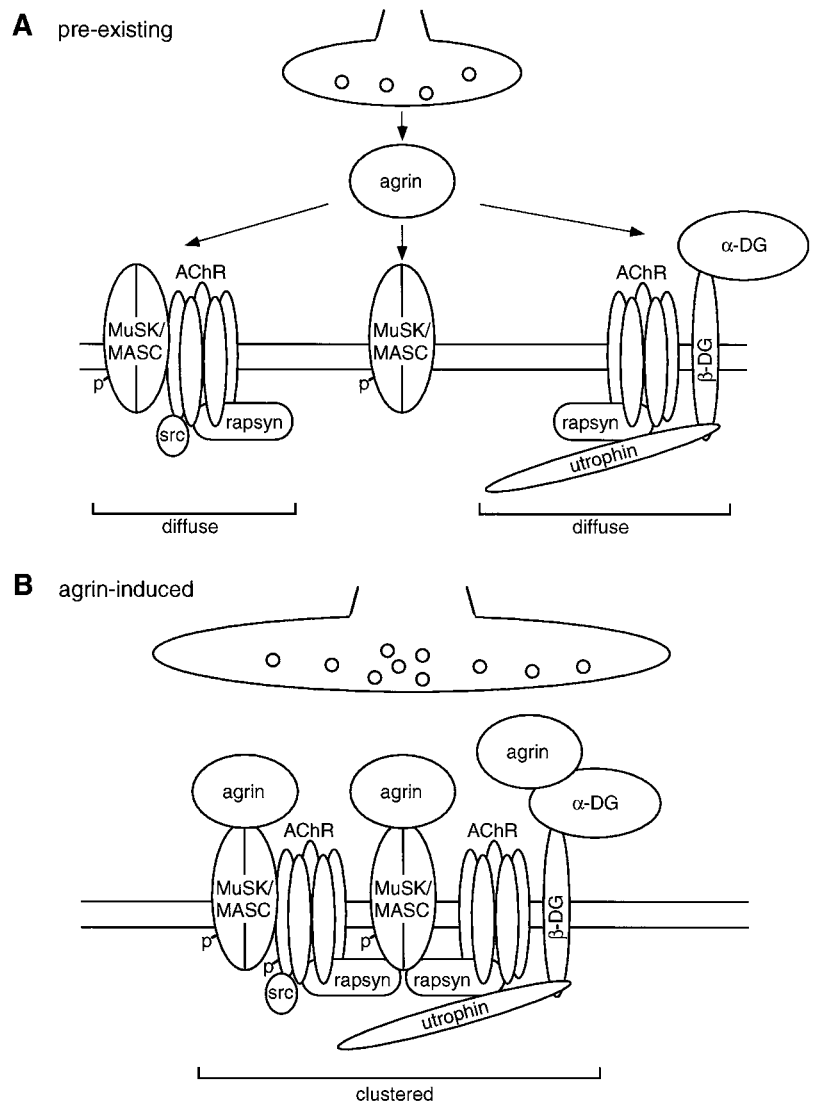 A pre-existing
agrin
α-DG
AChR
AChR
MuSK/
MASC
MuSK/
MASC
β-DG
p
p
rapsyn
rapsyn
src
utrophin
diffuse
diffuse
B agrin-induced
agrin
agrin
agrin
α-DG
AChR
AChR
MuSK/
MASC
MuSK/
MASC
β-DG
p
p
p
rapsyn
rapsyn
src
utrophin
clustered